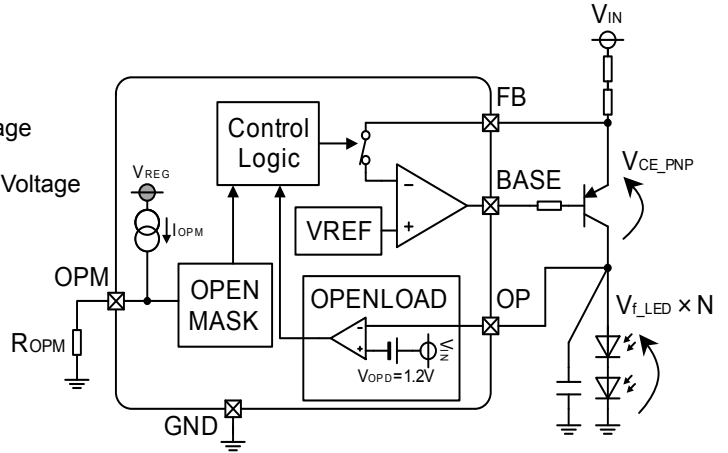 VIN
FB
age
Control
Logic
VCE_PNP
Voltage
VREG
BASE
IOPM
VREF
OPM
OPEN
MASK
OPENLOAD
OP
Vf_LED × N
ROPM
VIN
VOPD=1.2V
GND